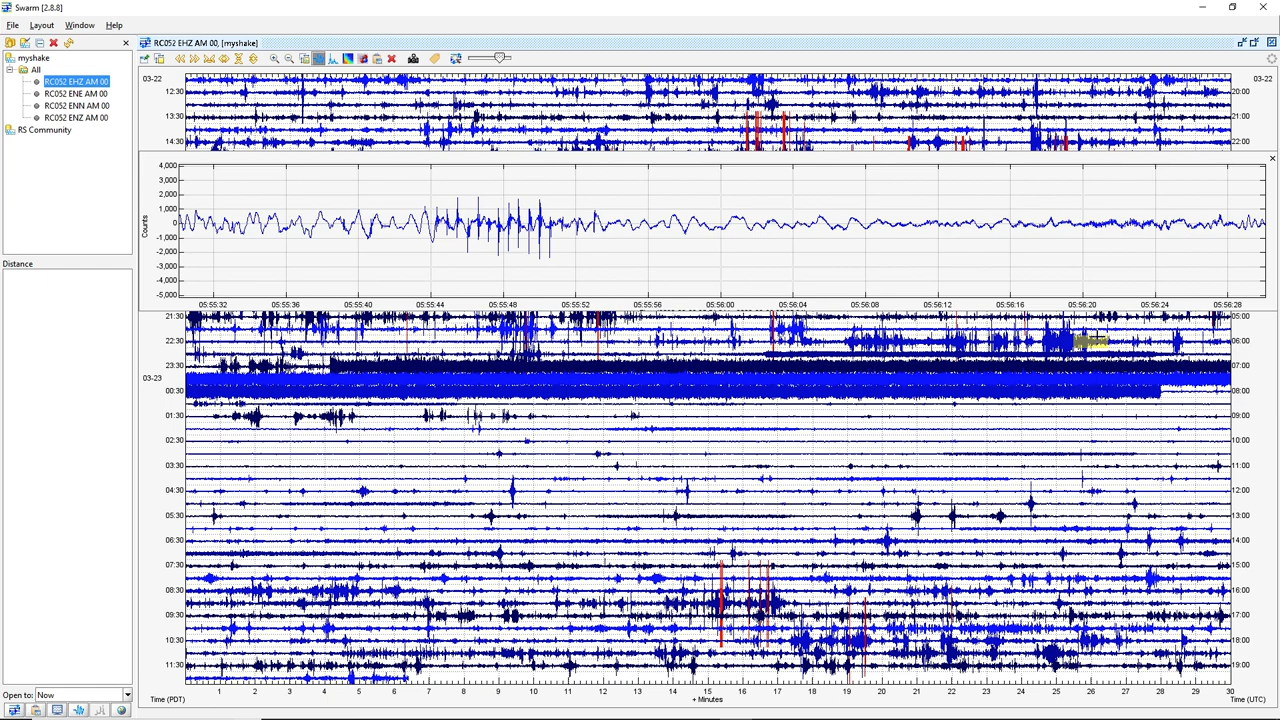 Swarm [2.8.8]
File Layout Window Help
RC052 EHZ AM 00, [myshake]
myshake
All
RC052 EHZ AM 00
RC052 ENE AM 00
RC052 ENN AM 00
RC052 ENZ AM 00
RS Community
Distance
Open to: Now
03-22 03-22
12:30 20:00
13:30 21:00
14:30 22:00
Counts
4,000
3,000
2,000
1,000
0
-1,000
-2,000
-3,000
-4,000
-5,000
05:55:32 05:55:36 05:55:40 05:55:44 05:55:48 05:55:52 05:55:56 05:56:00 05:56:04 05:56:08 05:56:12 05:56:16 05:56:20 05:56:24 05:56:28
21:30 05:00
22:30 06:00
23:30 07:00
03-23
00:30 08:00
01:30 09:00
02:30 10:00
03:30 11:00
04:30 12:00
05:30 13:00
06:30 14:00
07:30 15:00
08:30 16:00
09:30 17:00
10:30 18:00
11:30 19:00
1 2 3 4 5 6 7 8 9 10 11 12 13 14 15 16 17 18 19 20 21 22 23 24 25 26 27 28 29 30
Time (PDT) + Minutes Time (UTC)